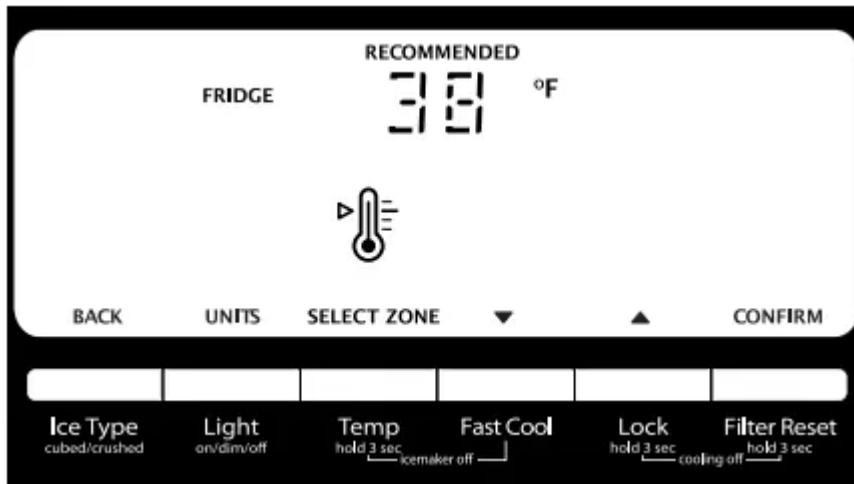 RECOMMENDED
FRIDGE 38 °F
BACK UNITS SELECT ZONE ▼ ▲ CONFIRM
Ice Type Light Temp Fast Cool Lock Filter Reset
cubed/crushed on/dim/off hold 3 sec hold 3 sec hold 3 sec
icemaker off cooling off